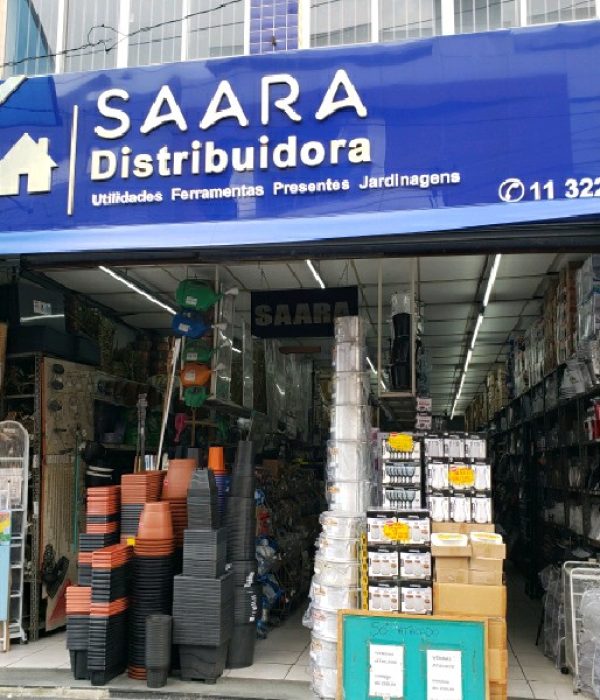 SAARA
Distribuidora
Utilidades Ferramentas Presentes Jardinagens
11 322
SAARA